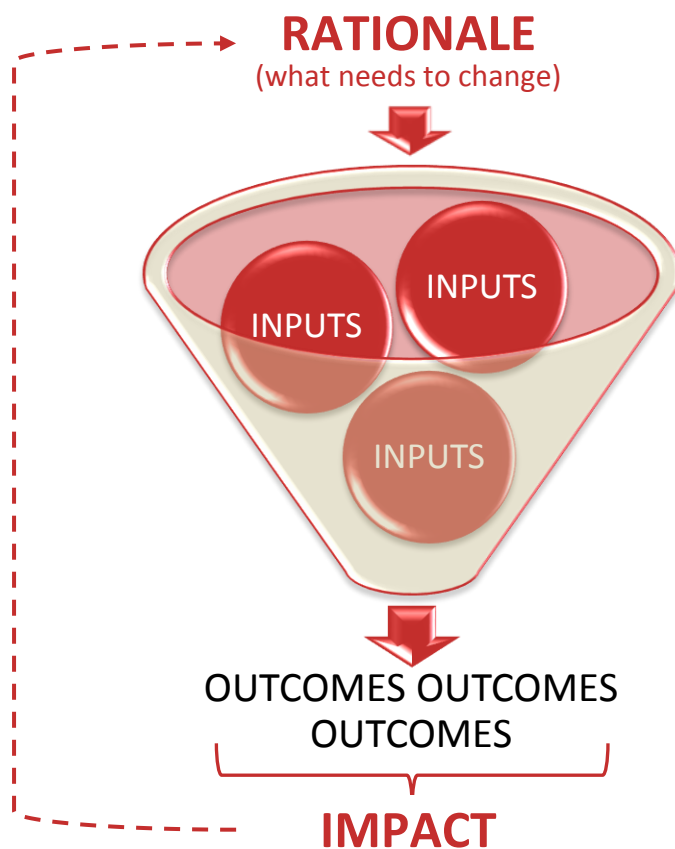 RATIONALE
(what needs to change)
INPUTS
INPUTS
INPUTS
OUTCOMES OUTCOMES
OUTCOMES
IMPACT